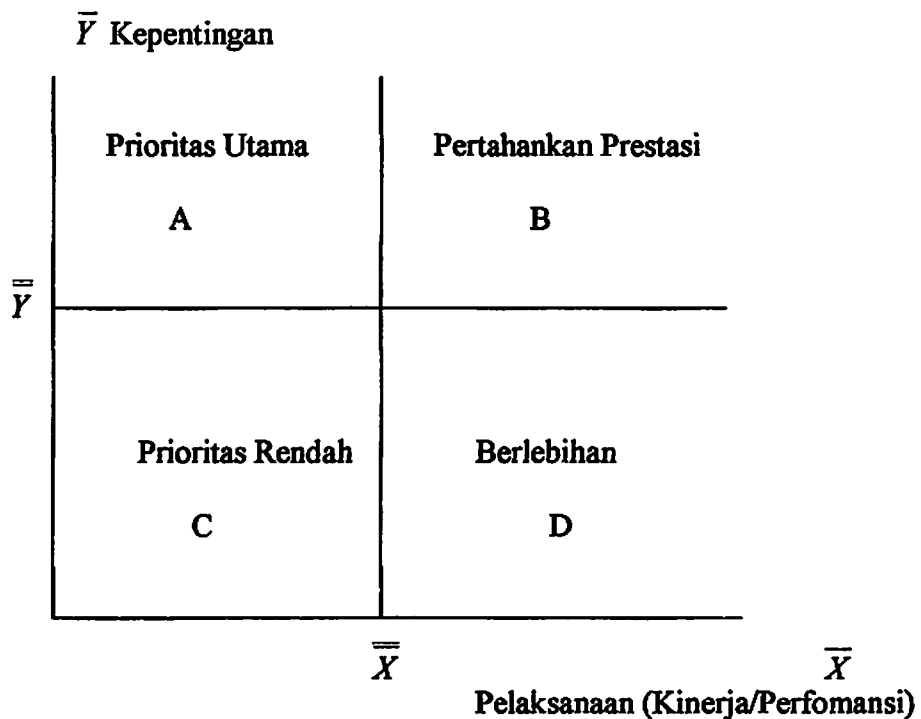 Y̅ Kepentingan
Prioritas Utama
Pertahankan Prestasi
A
B
Y̿
Prioritas Rendah
Berlebihan
C
D
X̿
X̅
Pelaksanaan (Kinerja/Perfomansi)